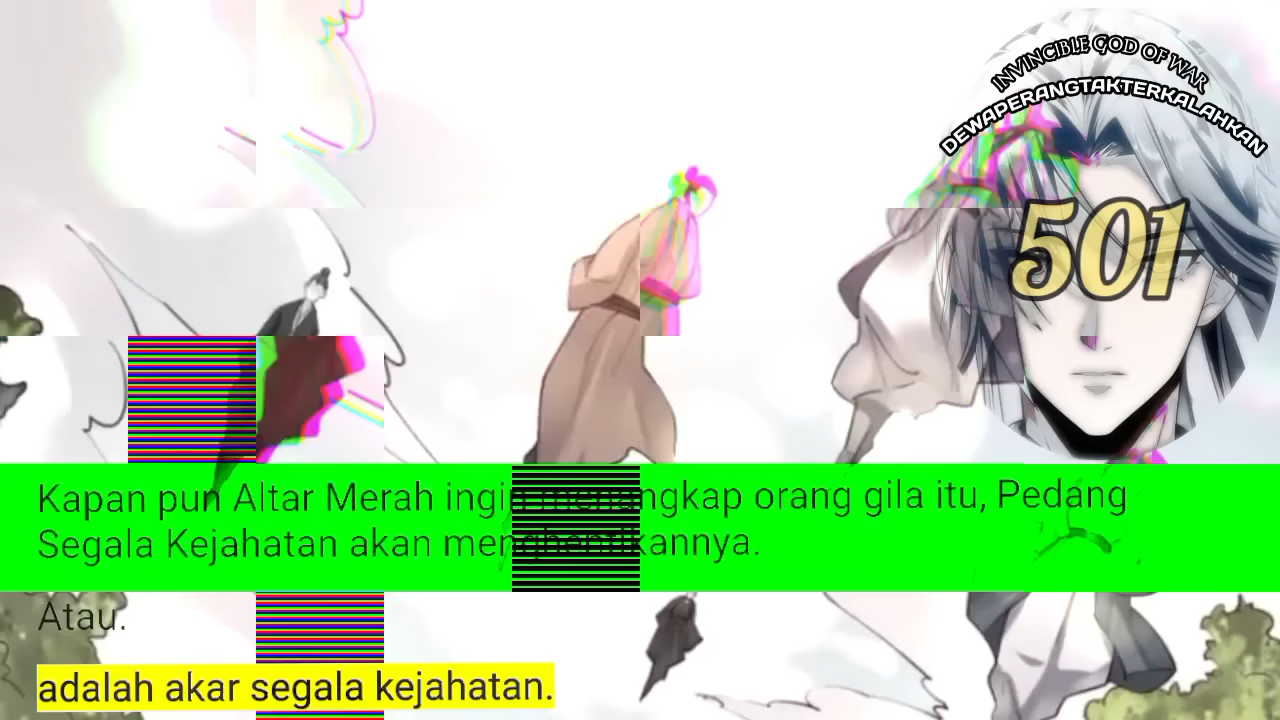 INVINCIBLE GOD OF WAR
DEWAPERANGTAKTERKALAHKAN
501
Kapan pun Altar Merah ingin menangkap orang gila itu, Pedang
Segala Kejahatan akan menghentikannya.
Atau.
adalah akar segala kejahatan.